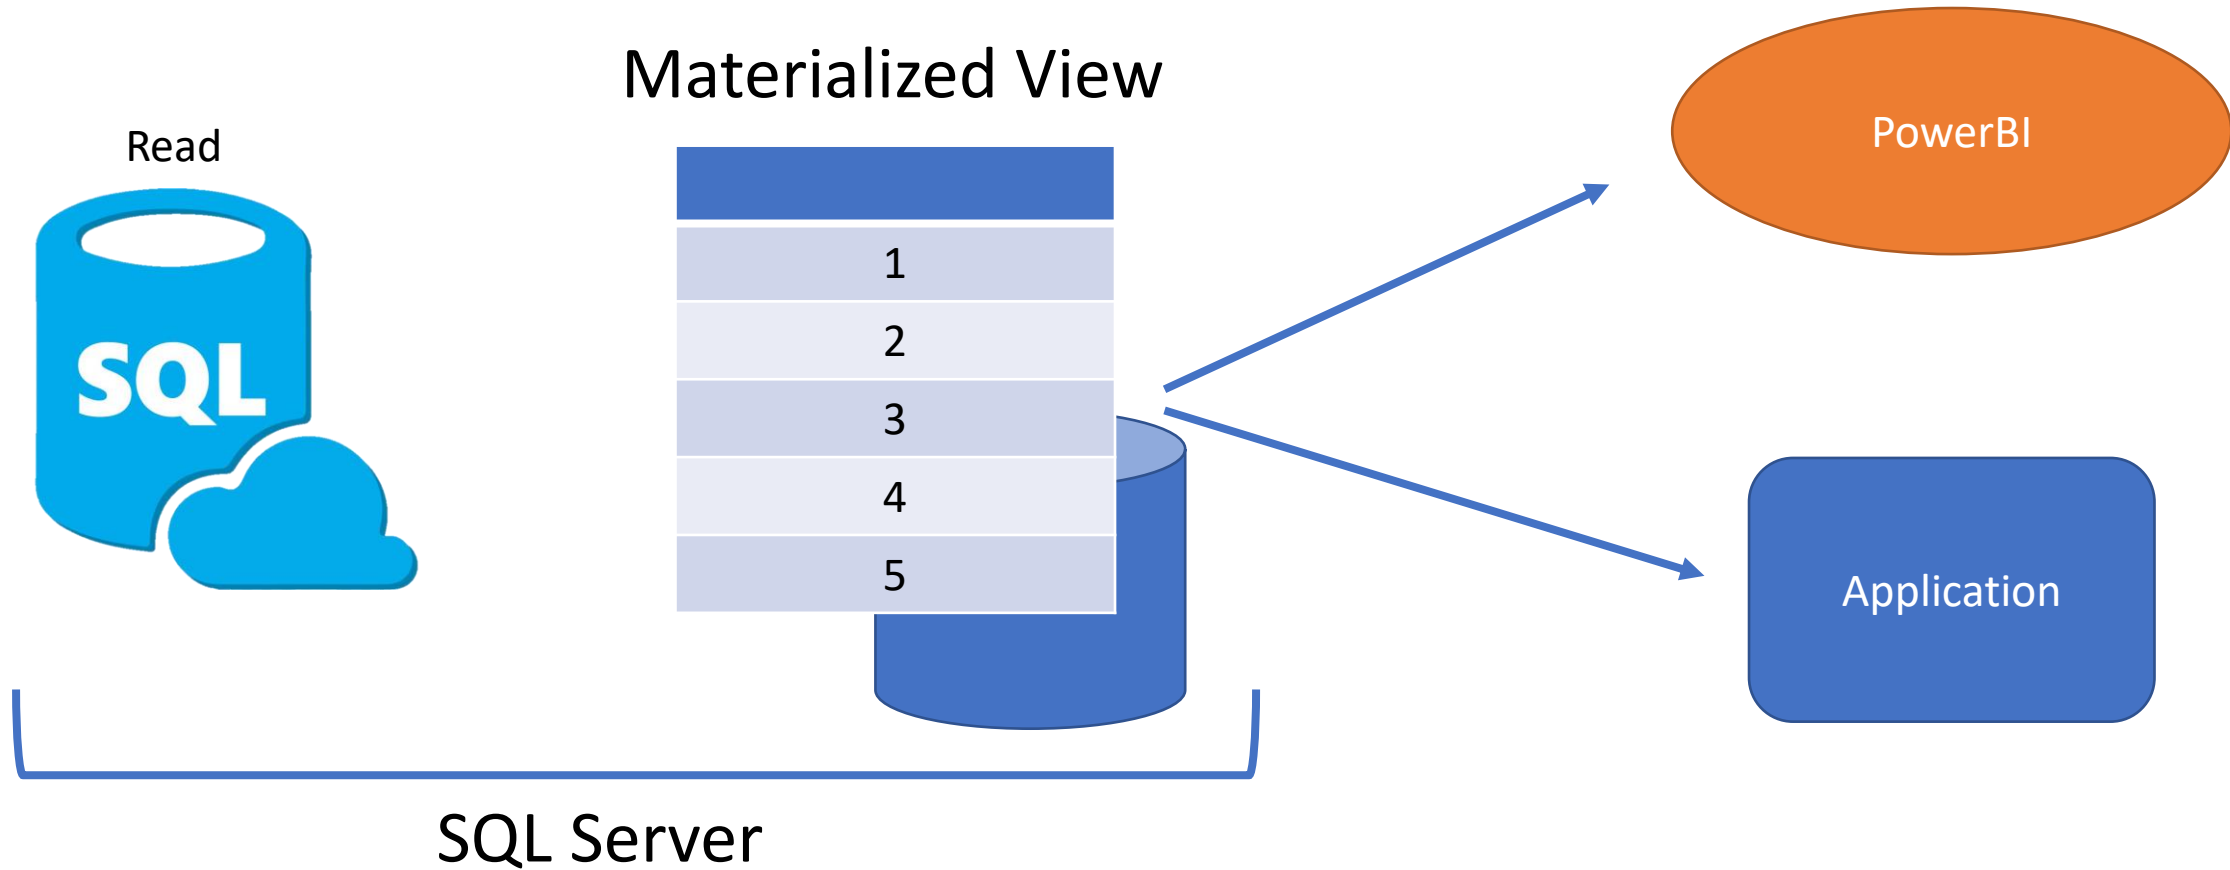 Materialized View
Read
SQL
1
2
3
4
5
SQL Server
PowerBI
Application